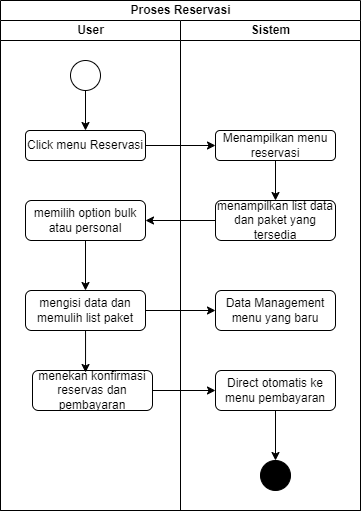 Proses Reservasi
User
Sistem
Click menu Reservasi
Menampilkan menu
reservasi
menampilkan list data
dan paket yang
tersedia
memilih option bulk
atau personal
mengisi data dan
memulih list paket
Data Management
menu yang baru
menekan konfirmasi
reservas dan
pembayaran
Direct otomatis ke
menu pembayaran